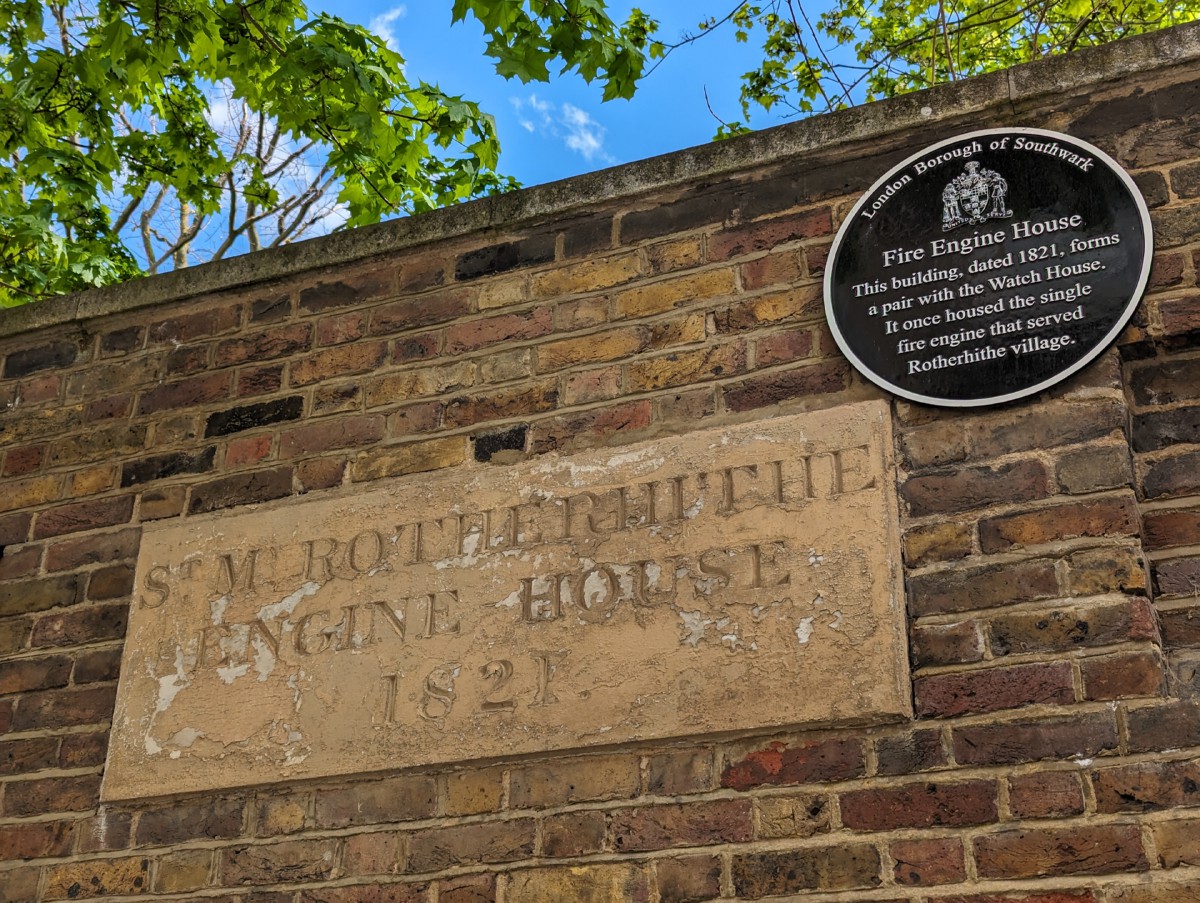 London Borough of Southwark
Fire Engine House
This building, dated 1821, forms
a pair with the Watch House.
It once housed the single
fire engine that served
Rotherhithe village.
ST MY ROTHERHITHE
ENGINE HOUSE
1821